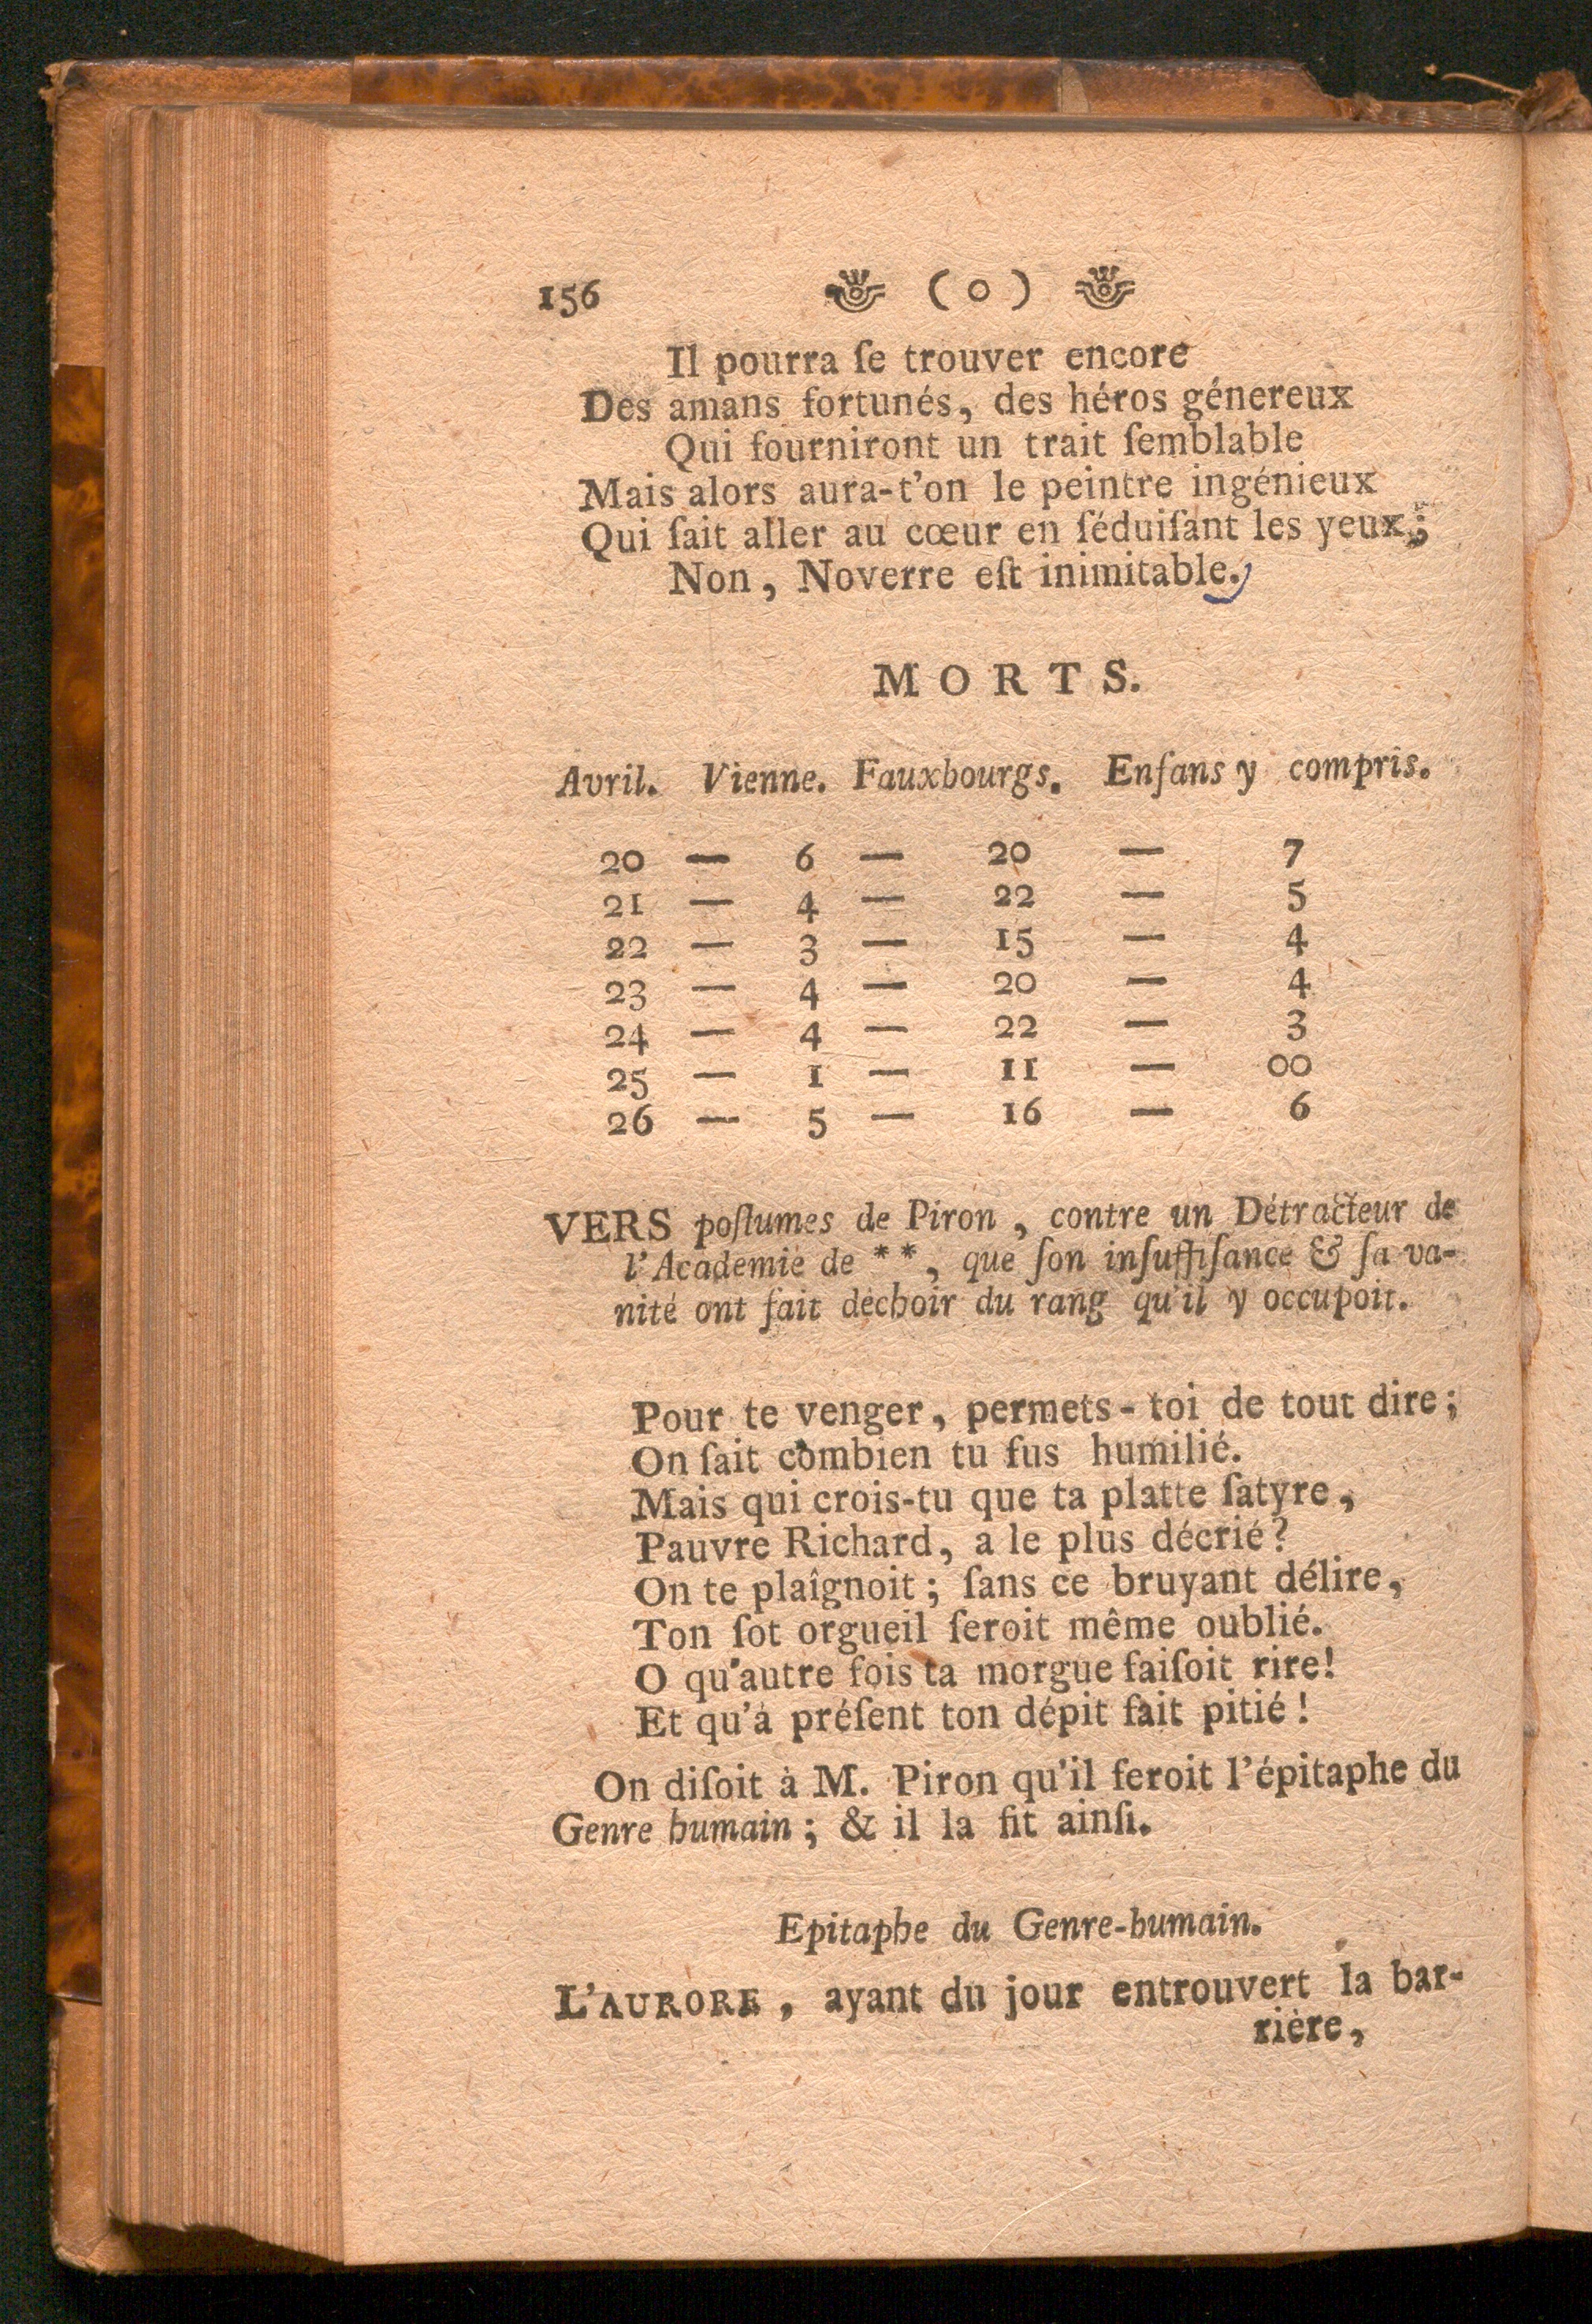 156 ( o )
Il pourra ſe trouver encore
Des amans fortunés, des héros génereux
Qui fourniront un trait ſemblable
Mais alors aura-t'on le peintre ingénieux
Qui ſait aller au cœur en ſéduiſant les yeux;
Non, Noverre eſt inimitable.
MORTS.
Avril. Vienne. Fauxbourgs. Enfans y compris.
20 — 6 — 20 — 7
21 — 4 — 22 — 5
22 — 3 — 15 — 4
23 — 4 — 20 — 4
24 — 4 — 22 — 3
25 — 1 — 11 — 00
26 — 5 — 16 — 6
VERS poſtumes de Piron, contre un Détracteur de
l'Academie de **, que ſon inſuffiſance & ſa va-
nité ont fait déchoir du rang qu'il y occupoit.
Pour te venger, permets-toi de tout dire;
On ſait combien tu fus humilié.
Mais qui crois-tu que ta platte ſatyre,
Pauvre Richard, a le plus décrié?
On te plaîgnoit; ſans ce bruyant délire,
Ton ſot orgueil ſeroit même oublié.
O qu'autre fois ta morgue faiſoit rire!
Et qu'à préſent ton dépit fait pitié!
On diſoit à M. Piron qu'il feroit l'épitaphe du
Genre humain; & il la fit ainſi.
Epitaphe du Genre-humain.
L'AURORE, ayant du jour entrouvert la bar-
rière,